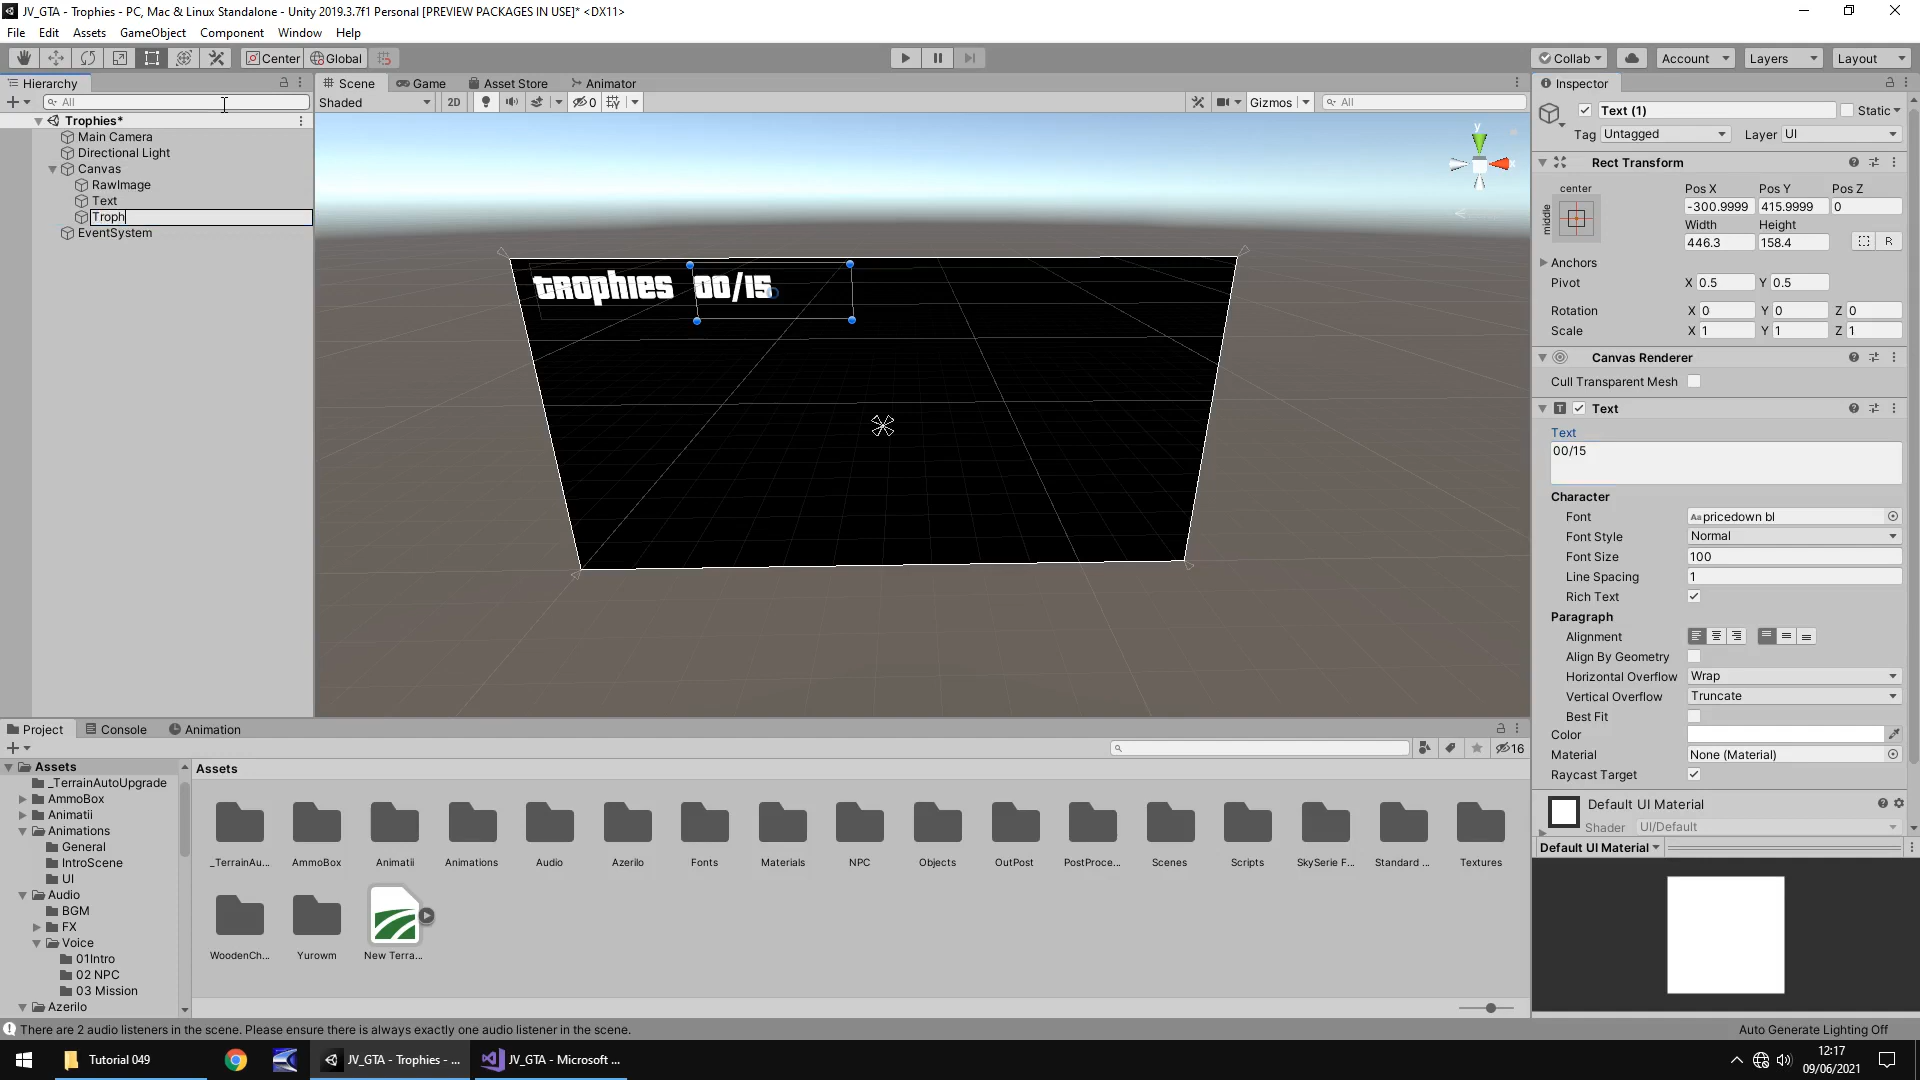 JV_GTA - Trophies - PC, Mac & Linux Standalone - Unity 2019.3.7f1 Personal [PREVIEW PACKAGES IN USE]* <DX11>
File Edit Assets GameObject Component Window Help
Center Global Collab Account Layers Layout
Hierarchy Scene Game Asset Store Animator Inspector
All Shaded 2D 0 Gizmos All Text (1) Static
Tag Untagged Layer UI
Trophies*
Main Camera
Directional Light
Canvas
RawImage
Text
Troph
EventSystem
Trophies 00/15
y
x
Rect Transform
center
middle
Pos X Pos Y Pos Z
-300.9999 415.9999 0
Width Height
446.3 158.4 R
Anchors
Pivot X 0.5 Y 0.5
Rotation X 0 Y 0 Z 0
Scale X 1 Y 1 Z 1
Canvas Renderer
Cull Transparent Mesh
Text
Text
00/15
Character
Font pricedown bl
Font Style Normal
Font Size 100
Line Spacing 1
Rich Text
Paragraph
Alignment
Align By Geometry
Horizontal Overflow Wrap
Vertical Overflow Truncate
Best Fit
Color
Material None (Material)
Raycast Target
Default UI Material
Shader UI/Default
Default UI Material
Project Console Animation
16
Assets
_TerrainAutoUpgrade
AmmoBox
Animatii
Animations
General
IntroScene
UI
Audio
BGM
FX
Voice
01Intro
02 NPC
03 Mission
Azerilo
Assets
_TerrainAu... AmmoBox Animatii Animations Audio Azerilo Fonts Materials NPC Objects OutPost PostProce... Scenes Scripts SkySerie F... Standard ... Textures
WoodenCh... Yurowm New Terra...
There are 2 audio listeners in the scene. Please ensure there is always exactly one audio listener in the scene.
Auto Generate Lighting Off
Tutorial 049 JV_GTA - Trophies - ... JV_GTA - Microsoft ...
12:17
09/06/2021